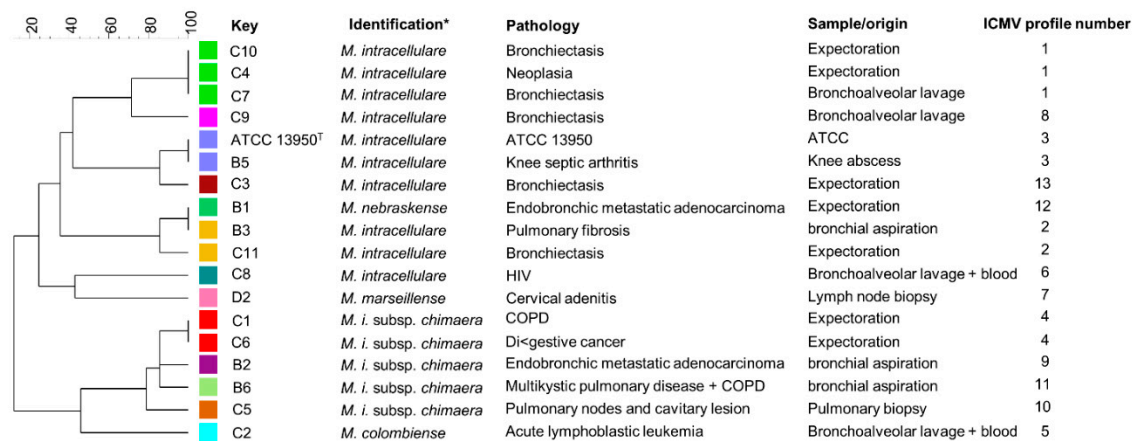 20 40 60 80 100 Key Identification* Pathology Sample/origin ICMV profile number
C10 M. intracellulare Bronchiectasis Expectoration 1
C4 M. intracellulare Neoplasia Expectoration 1
C7 M. intracellulare Bronchiectasis Bronchoalveolar lavage 1
C9 M. intracellulare Bronchiectasis Bronchoalveolar lavage 8
ATCC 13950ᵀ M. intracellulare ATCC 13950 ATCC 3
B5 M. intracellulare Knee septic arthritis Knee abscess 3
C3 M. intracellulare Bronchiectasis Expectoration 13
B1 M. nebraskense Endobronchic metastatic adenocarcinoma Expectoration 12
B3 M. intracellulare Pulmonary fibrosis bronchial aspiration 2
C11 M. intracellulare Bronchiectasis Expectoration 2
C8 M. intracellulare HIV Bronchoalveolar lavage + blood 6
D2 M. marseillense Cervical adenitis Lymph node biopsy 7
C1 M. i. subsp. chimaera COPD Expectoration 4
C6 M. i. subsp. chimaera Di<gestive cancer Expectoration 4
B2 M. i. subsp. chimaera Endobronchic metastatic adenocarcinoma bronchial aspiration 9
B6 M. i. subsp. chimaera Multikystic pulmonary disease + COPD bronchial aspiration 11
C5 M. i. subsp. chimaera Pulmonary nodes and cavitary lesion Pulmonary biopsy 10
C2 M. colombiense Acute lymphoblastic leukemia Bronchoalveolar lavage + blood 5